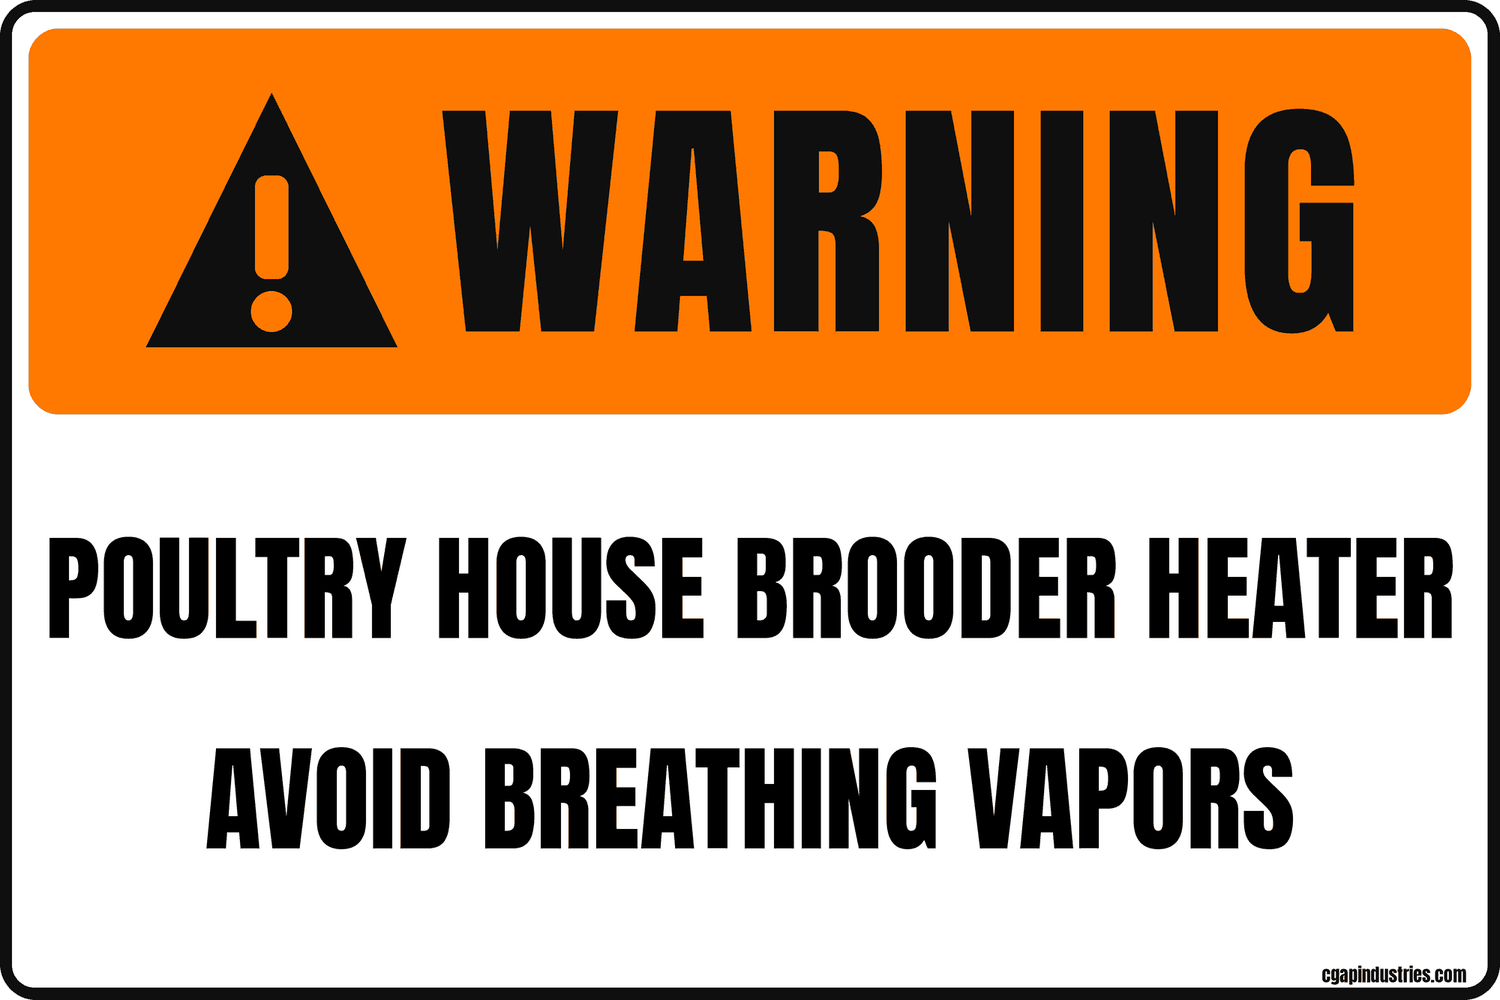 WARNING
POULTRY HOUSE BROODER HEATER
AVOID BREATHING VAPORS
cgapindustries.com